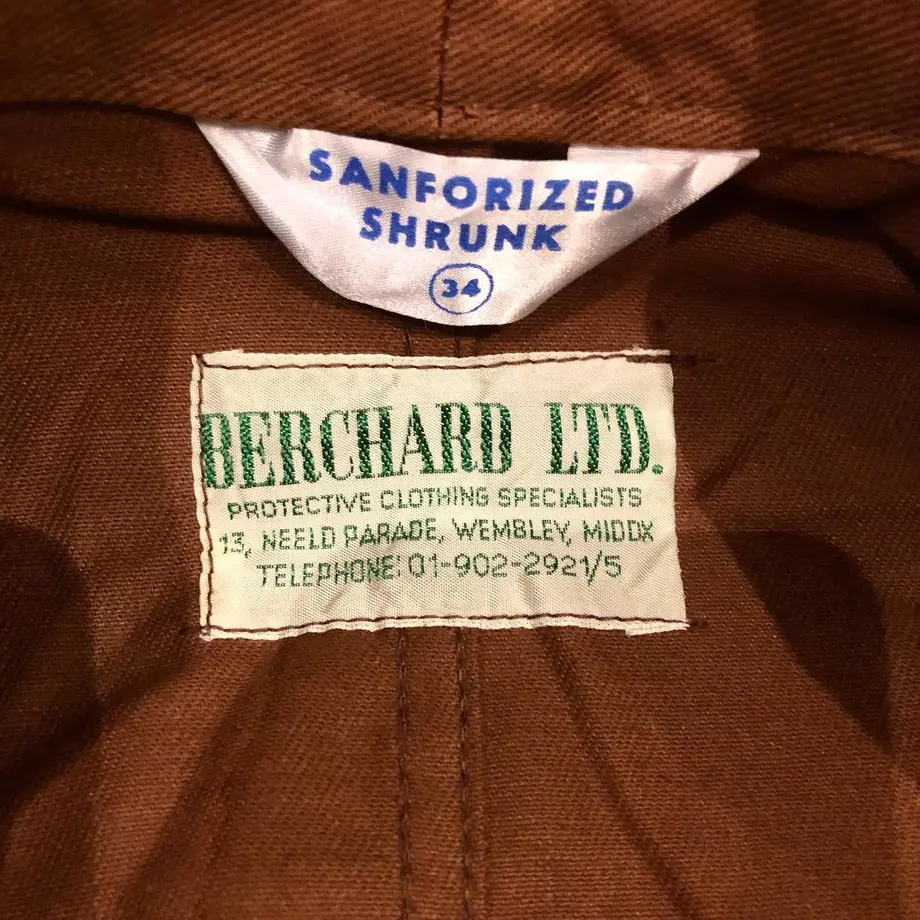 SANFORIZED
SHRUNK
34
BERCHARD LTD.
PROTECTIVE CLOTHING SPECIALISTS
13, NEELD PARADE, WEMBLEY, MIDDX
TELEPHONE: 01-902-2921/5